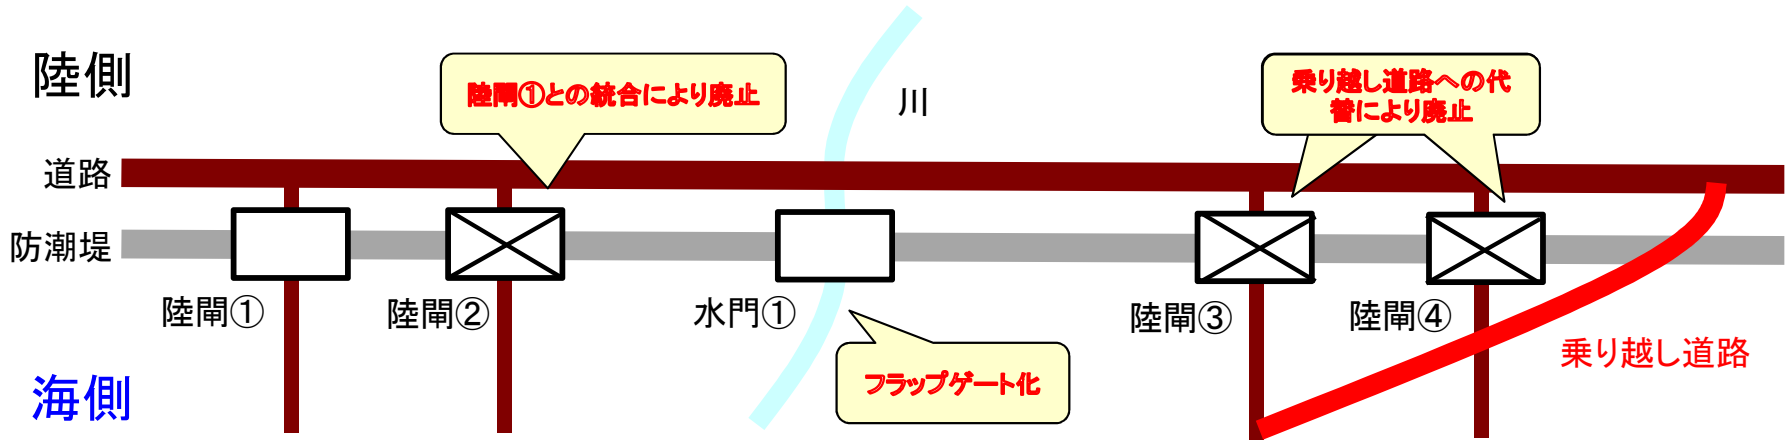 陸側
陸閘①との統合により廃止
川
乗り越し道路への代
替により廃止
道路
防潮堤
陸閘①
陸閘②
水門①
陸閘③
陸閘④
乗り越し道路
フラップゲート化
海側